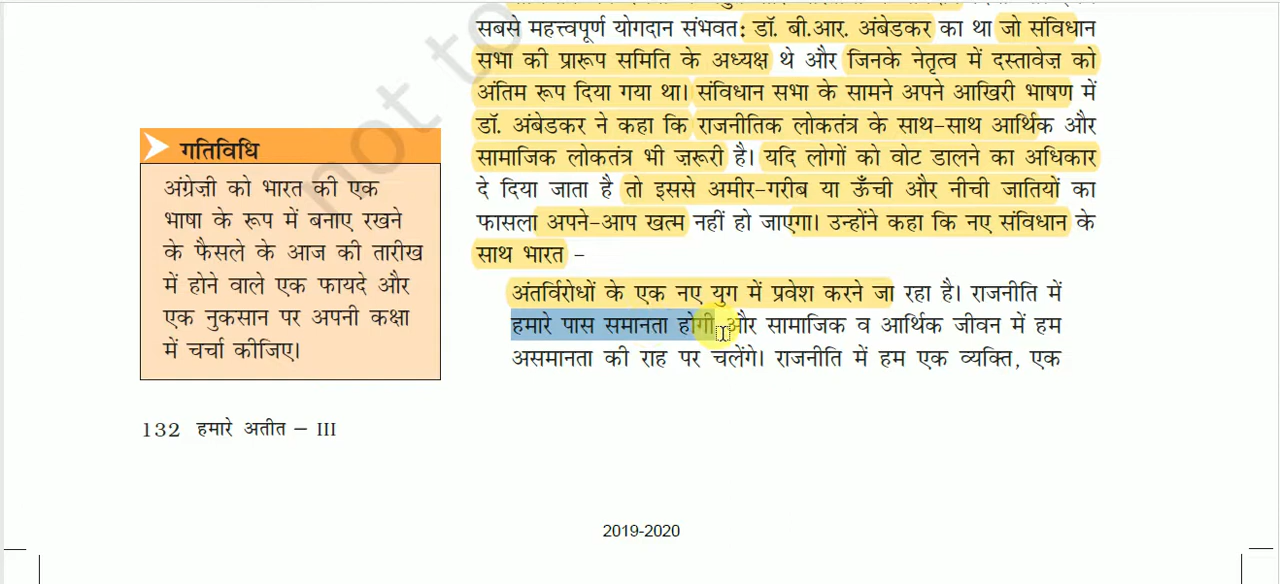 सबसे महत्त्वपूर्ण योगदान संभवत: डॉ. बी.आर. अंबेडकर का था जो संविधान
सभा की प्रारूप समिति के अध्यक्ष थे और जिनके नेतृत्व में दस्तावेज़ को
अंतिम रूप दिया गया था। संविधान सभा के सामने अपने आखिरी भाषण में
डॉ. अंबेडकर ने कहा कि राजनीतिक लोकतंत्र के साथ-साथ आर्थिक और
सामाजिक लोकतंत्र भी ज़रूरी है। यदि लोगों को वोट डालने का अधिकार
दे दिया जाता है तो इससे अमीर-गरीब या ऊँची और नीची जातियों का
फासला अपने-आप खत्म नहीं हो जाएगा। उन्होंने कहा कि नए संविधान के
साथ भारत –
अंतर्विरोधों के एक नए युग में प्रवेश करने जा रहा है। राजनीति में
हमारे पास समानता होगी और सामाजिक व आर्थिक जीवन में हम
असमानता की राह पर चलेंगे। राजनीति में हम एक व्यक्ति, एक
गतिविधि
अंग्रेज़ी को भारत की एक
भाषा के रूप में बनाए रखने
के फैसले के आज की तारीख
में होने वाले एक फायदे और
एक नुकसान पर अपनी कक्षा
में चर्चा कीजिए।
132 हमारे अतीत – III
2019-2020
not to